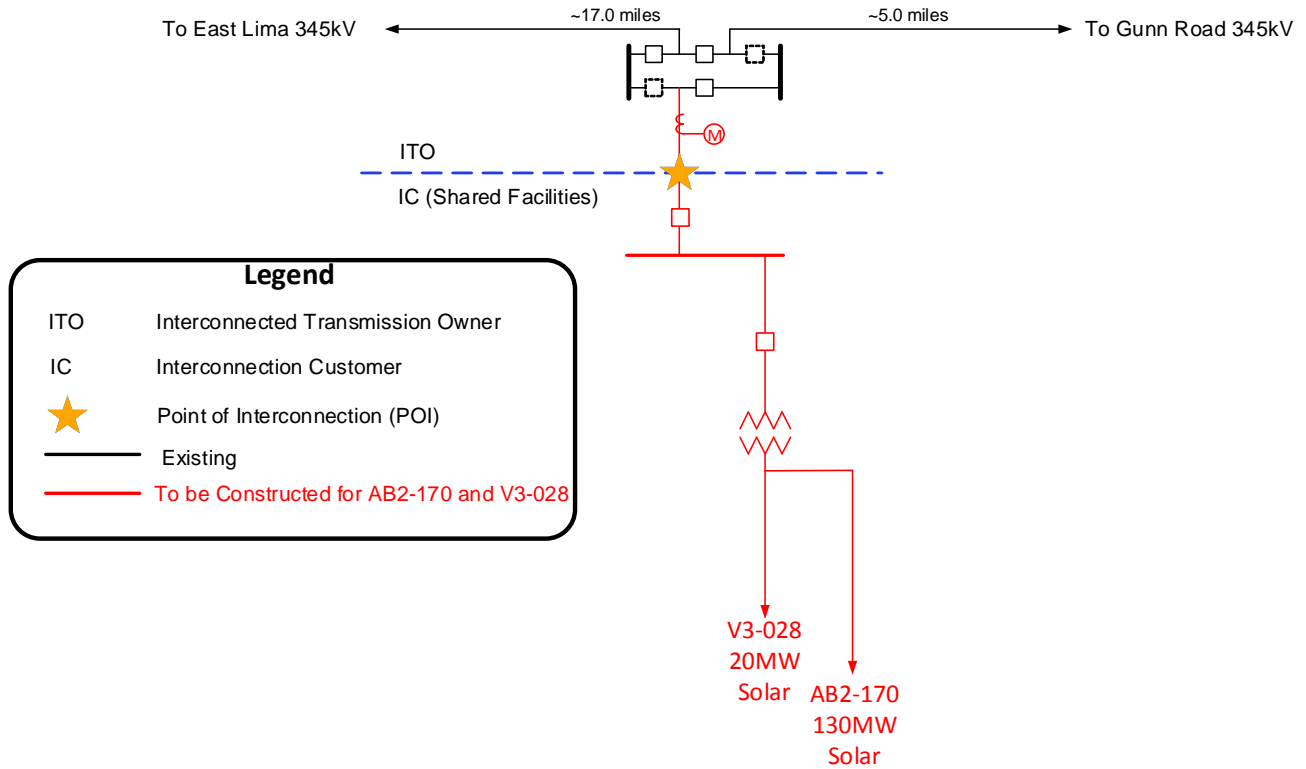 ~17.0 miles
~5.0 miles
To East Lima 345kV
To Gunn Road 345kV
M
ITO
IC (Shared Facilities)
Legend
ITO Interconnected Transmission Owner
IC Interconnection Customer
Point of Interconnection (POI)
Existing
To be Constructed for AB2-170 and V3-028
V3-028
20MW
Solar
AB2-170
130MW
Solar